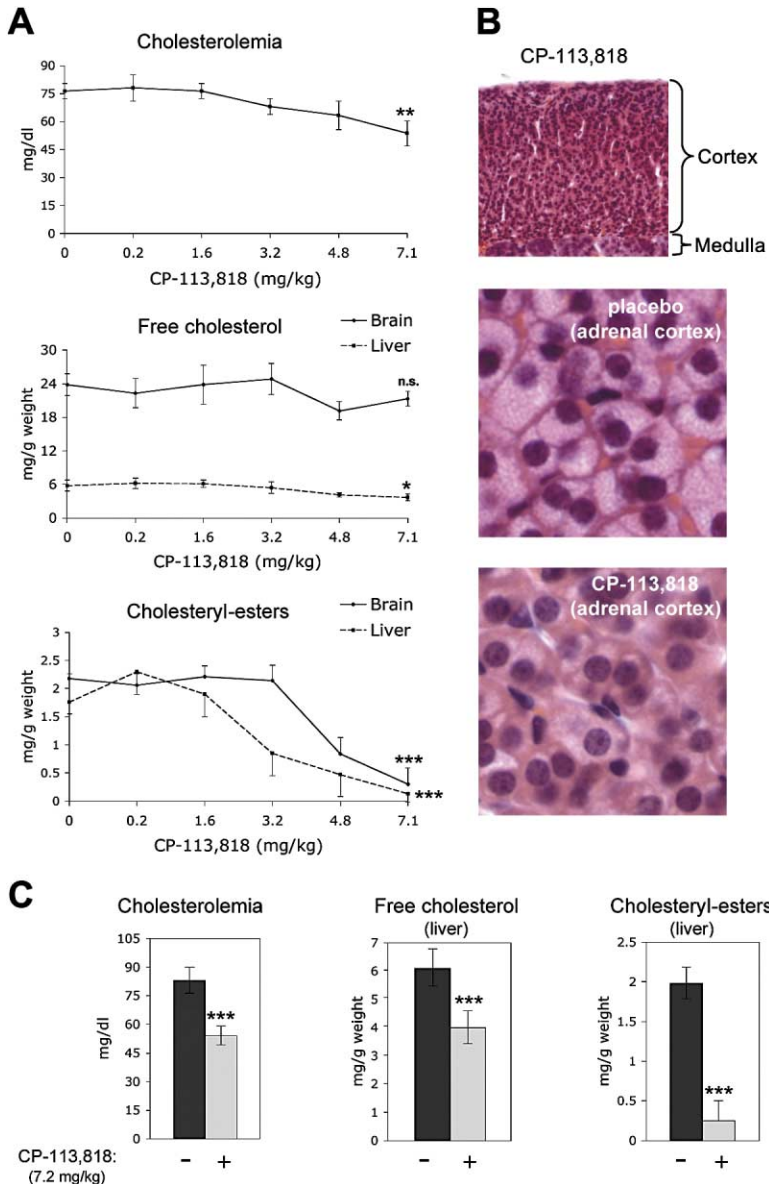 A
Cholesterolemia
90
75
60
45
30
15
0
mg/dl
**
0 0.2 1.6 3.2 4.8 7.1
CP-113,818 (mg/kg)
Free cholesterol
Brain
Liver
30
24
18
12
6
0
mg/g weight
n.s.
*
0 0.2 1.6 3.2 4.8 7.1
CP-113,818 (mg/kg)
Cholesteryl-esters
Brain
Liver
3
2.5
2
1.5
1
0.5
0
mg/g weight
***
***
0 0.2 1.6 3.2 4.8 7.1
CP-113,818 (mg/kg)
B
CP-113,818
Cortex
Medulla
placebo
(adrenal cortex)
CP-113,818
(adrenal cortex)
C
Cholesterolemia
105
90
75
60
45
30
15
0
mg/dl
***
Free cholesterol
(liver)
7
6
5
4
3
2
1
0
mg/g weight
***
Cholesteryl-esters
(liver)
2.5
2
1.5
1
0.5
0
mg/g weight
***
CP-113,818: - + - + - +
(7.2 mg/kg)